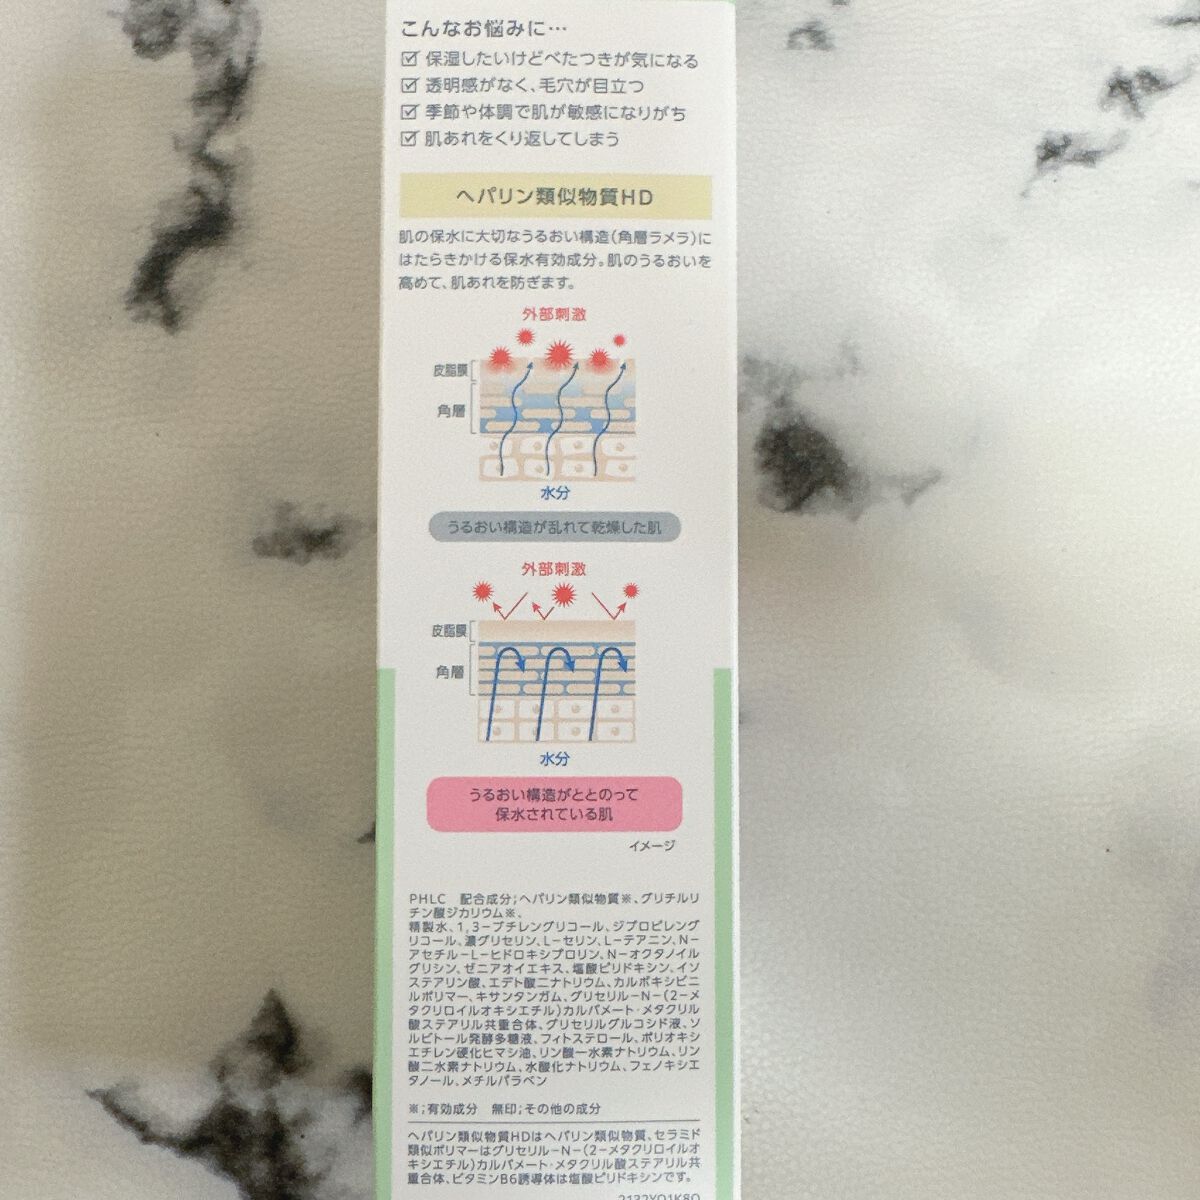 こんなお悩みに…
☑ 保湿したいけどべたつきが気になる
☑ 透明感がなく、毛穴が目立つ
☑ 季節や体調で肌が敏感になりがち
☑ 肌あれをくり返してしまう
ヘパリン類似物質HD
肌の保水に大切なうるおい構造(角層ラメラ)に
はたらきかける保水有効成分。肌のうるおいを
高めて、肌あれを防ぎます。
外部刺激
皮脂膜
角層
水分
うるおい構造が乱れて乾燥した肌
外部刺激
皮脂膜
角層
水分
うるおい構造がととのって
保水されている肌
イメージ
PHLC 配合成分;ヘパリン類似物質※、グリチルリ
チン酸ジカリウム※、
精製水、1,3-ブチレングリコール、ジプロピレング
リコール、濃グリセリン、L-セリン、L-テアニン、N-
アセチル-L-ヒドロキシプロリン、N-オクタノイル
グリシン、ゼニアオイエキス、塩酸ピリドキシン、イソ
ステアリン酸、エデト酸二ナトリウム、カルボキシビニ
ルポリマー、キサンタンガム、グリセリル-N-(2-メ
タクリロイルオキシエチル)カルバメート・メタクリル
酸ステアリル共重合体、グリセリルグルコシド液、ソ
ルビトール発酵多糖液、フィトステロール、ポリオキシ
エチレン硬化ヒマシ油、リン酸一水素ナトリウム、リン
酸二水素ナトリウム、水酸化ナトリウム、フェノキシエ
タノール、メチルパラベン
※;有効成分 無印;その他の成分
ヘパリン類似物質HDはヘパリン類似物質、セラミド
類似ポリマーはグリセリル-N-(2-メタクリロイルオ
キシエチル)カルバメート・メタクリル酸ステアリル共
重合体、ビタミンB6誘導体は塩酸ピリドキシンです。